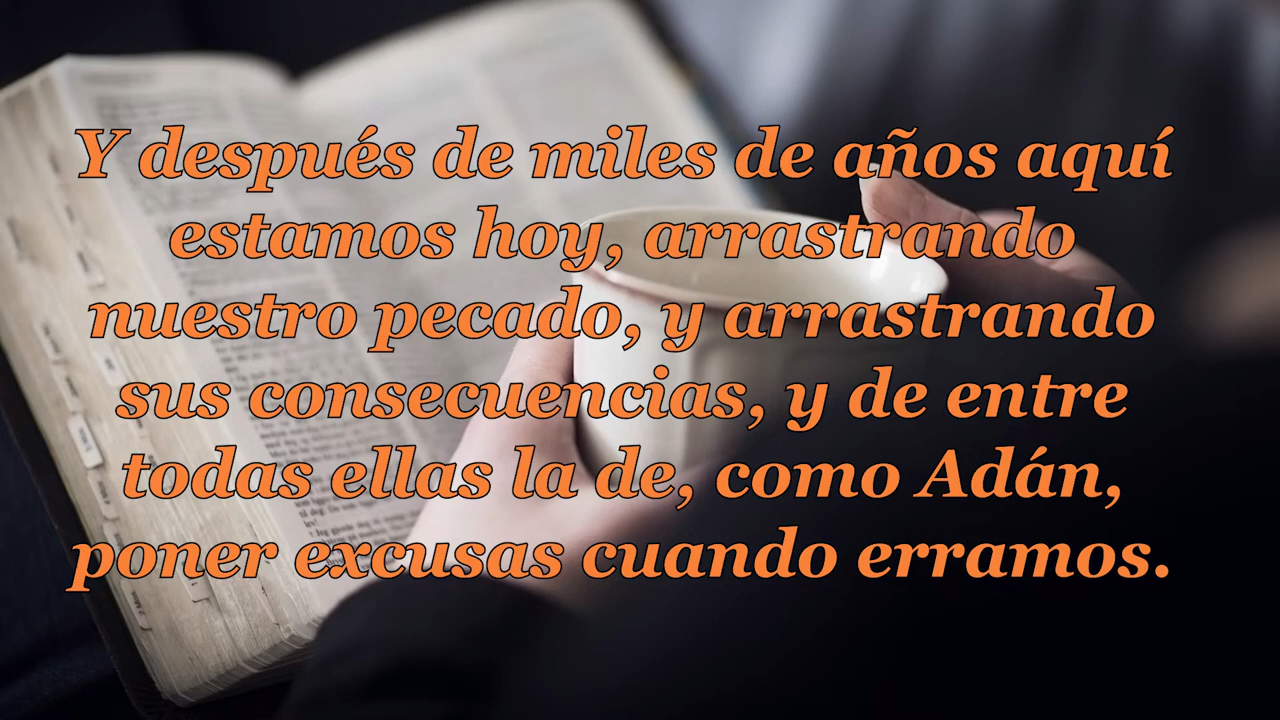 Y después de miles de años aquí
estamos hoy, arrastrando
nuestro pecado, y arrastrando
sus consecuencias, y de entre
todas ellas la de, como Adán,
poner excusas cuando erramos.